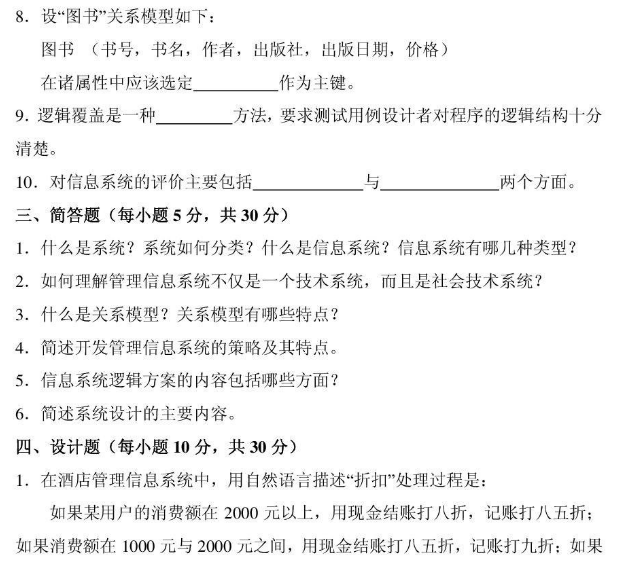 8．设“图书”关系模型如下：
图书 （书号，书名，作者，出版社，出版日期，价格）
在诸属性中应该选定__________作为主键。
9．逻辑覆盖是一种_________方法，要求测试用例设计者对程序的逻辑结构十分
清楚。
10．对信息系统的评价主要包括_____________与______________两个方面。
三、简答题（每小题 5 分，共 30 分）
1．什么是系统？系统如何分类？什么是信息系统？信息系统有哪几种类型？
2．如何理解管理信息系统不仅是一个技术系统，而且是社会技术系统？
3．什么是关系模型？关系模型有哪些特点？
4．简述开发管理信息系统的策略及其特点。
5．信息系统逻辑方案的内容包括哪些方面？
6．简述系统设计的主要内容。
四、设计题（每小题 10 分，共 30 分）
1．在酒店管理信息系统中，用自然语言描述“折扣”处理过程是：
如果某用户的消费额在 2000 元以上，用现金结账打八折，记账打八五折；
如果消费额在 1000 元与 2000 元之间，用现金结账打八五折，记账打九折；如果